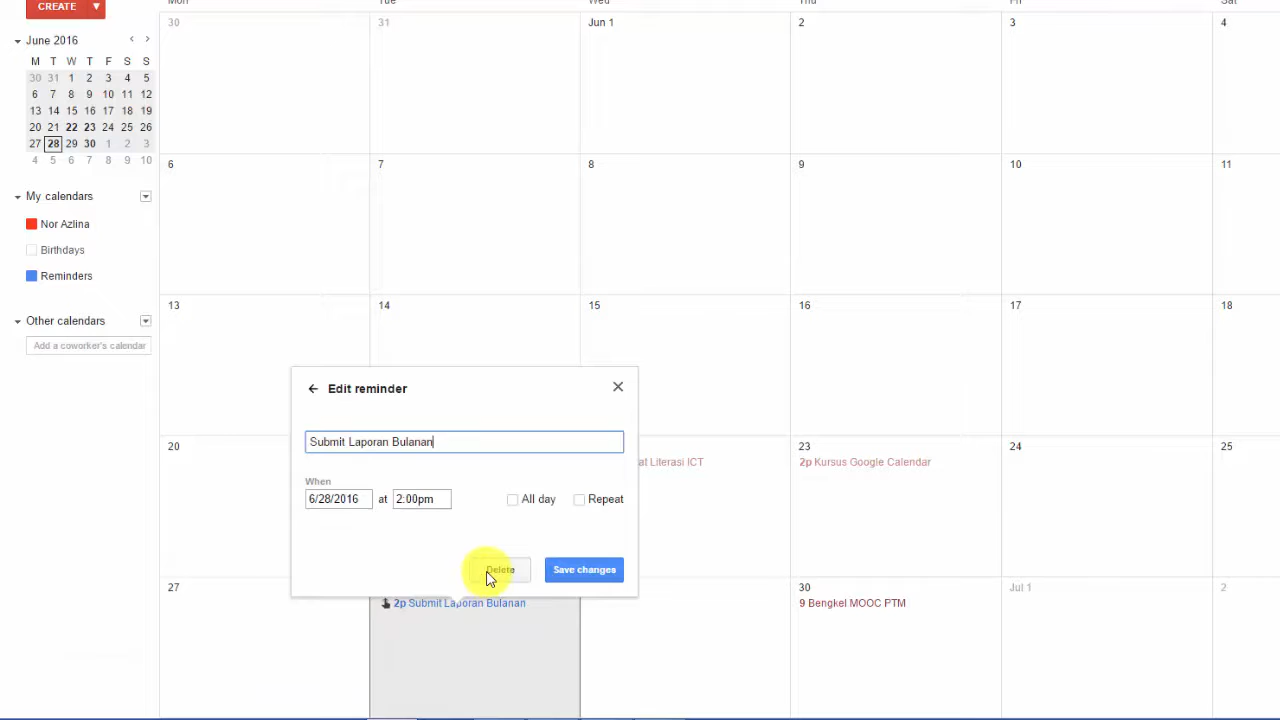 CREATE
June 2016
M T W T F S S
30 31 1 2 3 4 5
6 7 8 9 10 11 12
13 14 15 16 17 18 19
20 21 22 23 24 25 26
27 28 29 30 1 2 3
4 5 6 7 8 9 10
My calendars
Nor Azlina
Birthdays
Reminders
Other calendars
Add a coworker's calendar
Mon Tue Wed Thu Fri Sat
30 31 Jun 1 2 3 4
6 7 8 9 10 11
13 14 15 16 17 18
20 23 24 25
at Literasi ICT
2p Kursus Google Calendar
27 30 Jul 1 2
2p Submit Laporan Bulanan
9 Bengkel MOOC PTM
Edit reminder
Submit Laporan Bulanan
When
6/28/2016 at 2:00pm All day Repeat
Delete Save changes